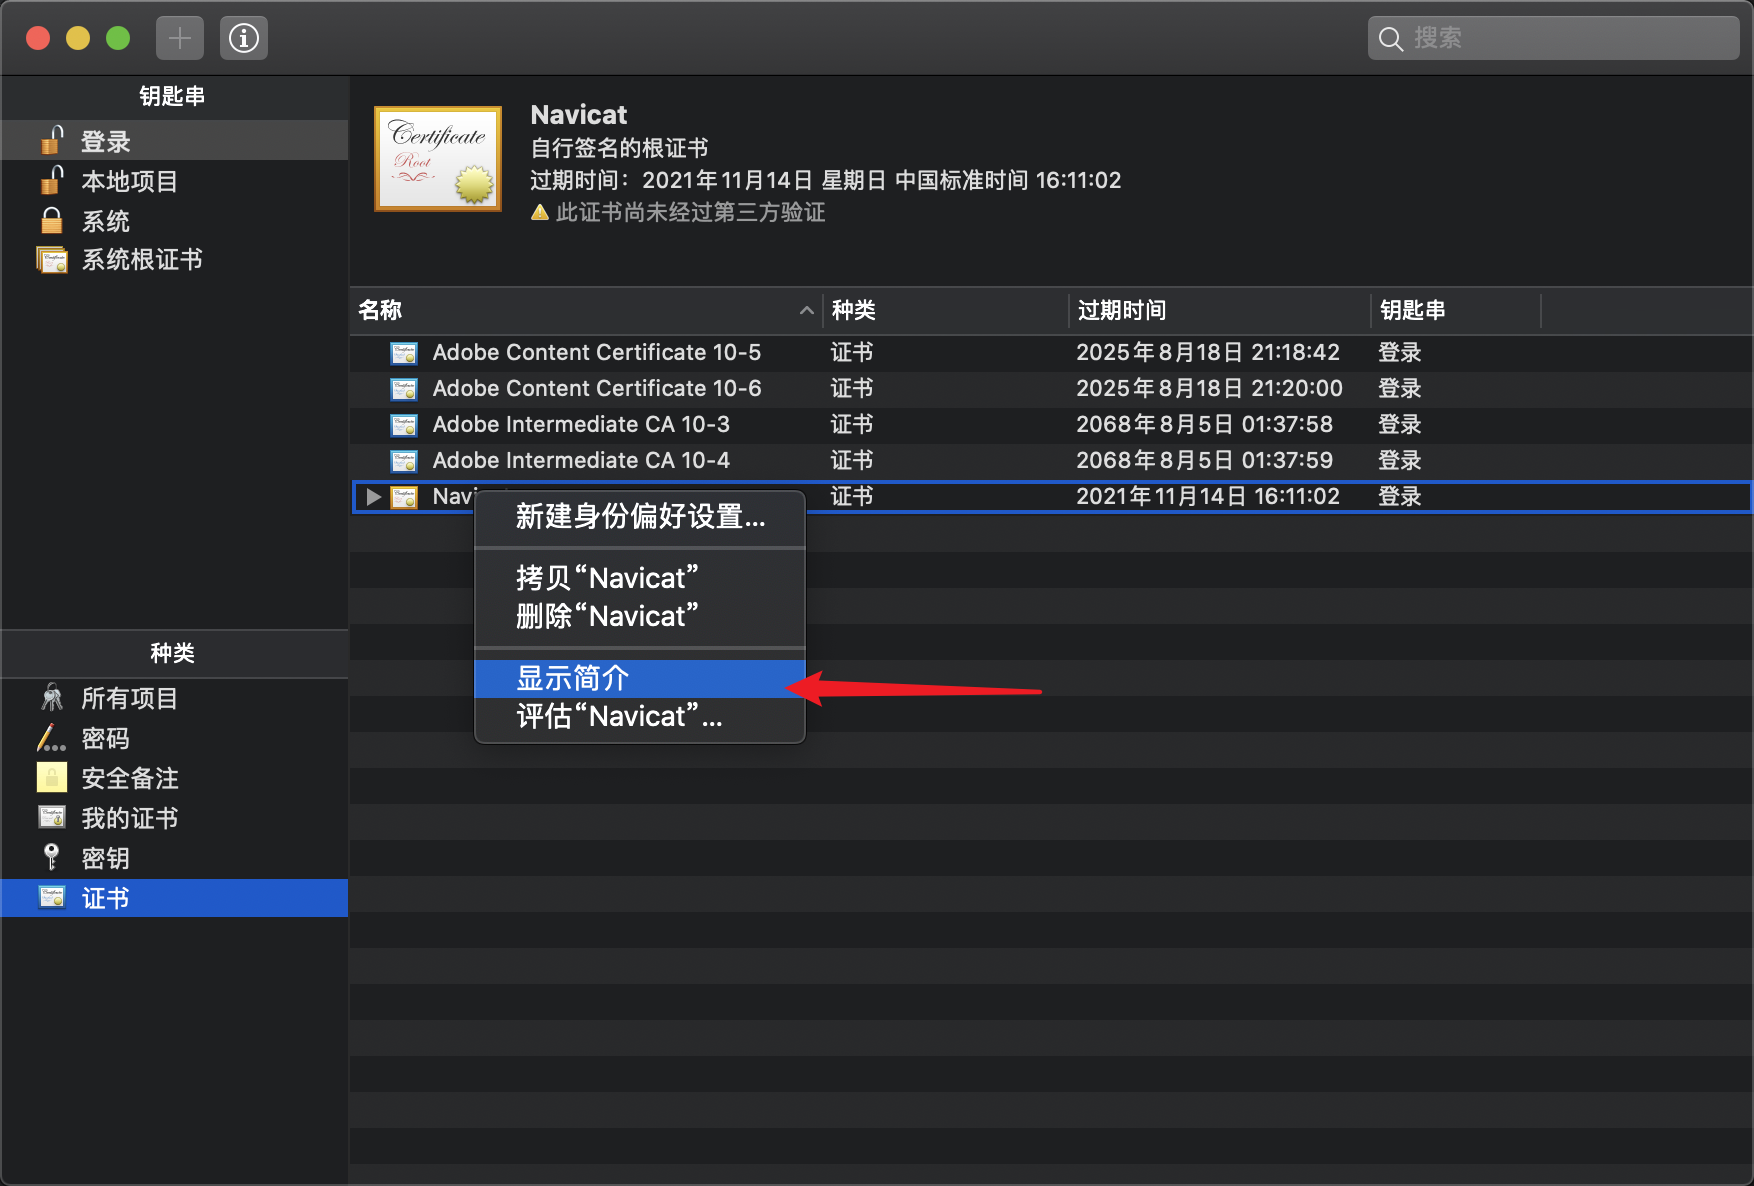 搜索
钥匙串
登录
本地项目
系统
系统根证书
种类
所有项目
密码
安全备注
我的证书
密钥
证书
Certificate
Root
Navicat
自行签名的根证书
过期时间：2021年11月14日 星期日 中国标准时间 16:11:02
此证书尚未经过第三方验证
名称 种类 过期时间 钥匙串
Adobe Content Certificate 10-5 证书 2025年8月18日 21:18:42 登录
Adobe Content Certificate 10-6 证书 2025年8月18日 21:20:00 登录
Adobe Intermediate CA 10-3 证书 2068年8月5日 01:37:58 登录
Adobe Intermediate CA 10-4 证书 2068年8月5日 01:37:59 登录
Navi 证书 2021年11月14日 16:11:02 登录
新建身份偏好设置...
拷贝“Navicat”
删除“Navicat”
显示简介
评估“Navicat”...